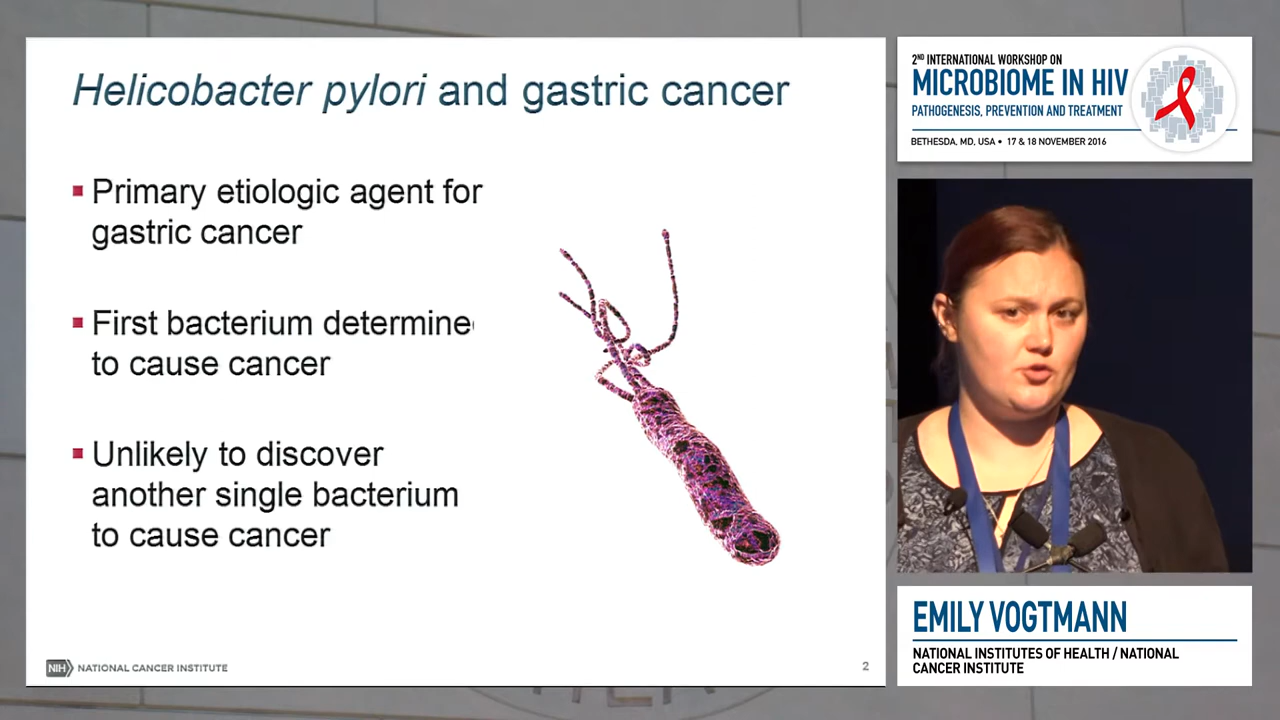 Helicobacter pylori and gastric cancer
Primary etiologic agent for
gastric cancer
First bacterium determine
to cause cancer
Unlikely to discover
another single bacterium
to cause cancer
NIH NATIONAL CANCER INSTITUTE
2
2ND INTERNATIONAL WORKSHOP ON
MICROBIOME IN HIV
PATHOGENESIS, PREVENTION AND TREATMENT
BETHESDA, MD, USA • 17 & 18 NOVEMBER 2016
EMILY VOGTMANN
NATIONAL INSTITUTES OF HEALTH / NATIONAL
CANCER INSTITUTE